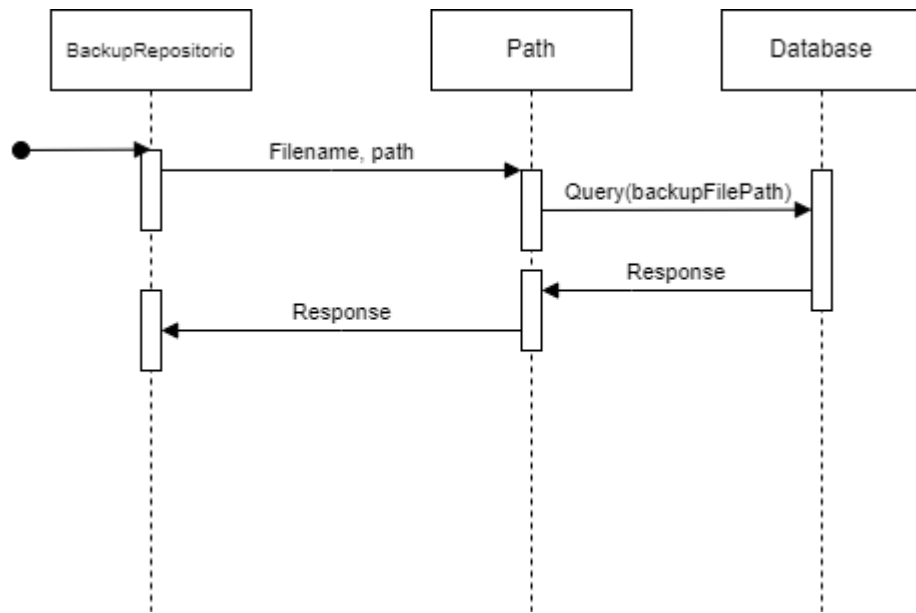 BackupRepositorio
Path
Database
Filename, path
Query(backupFilePath)
Response
Response